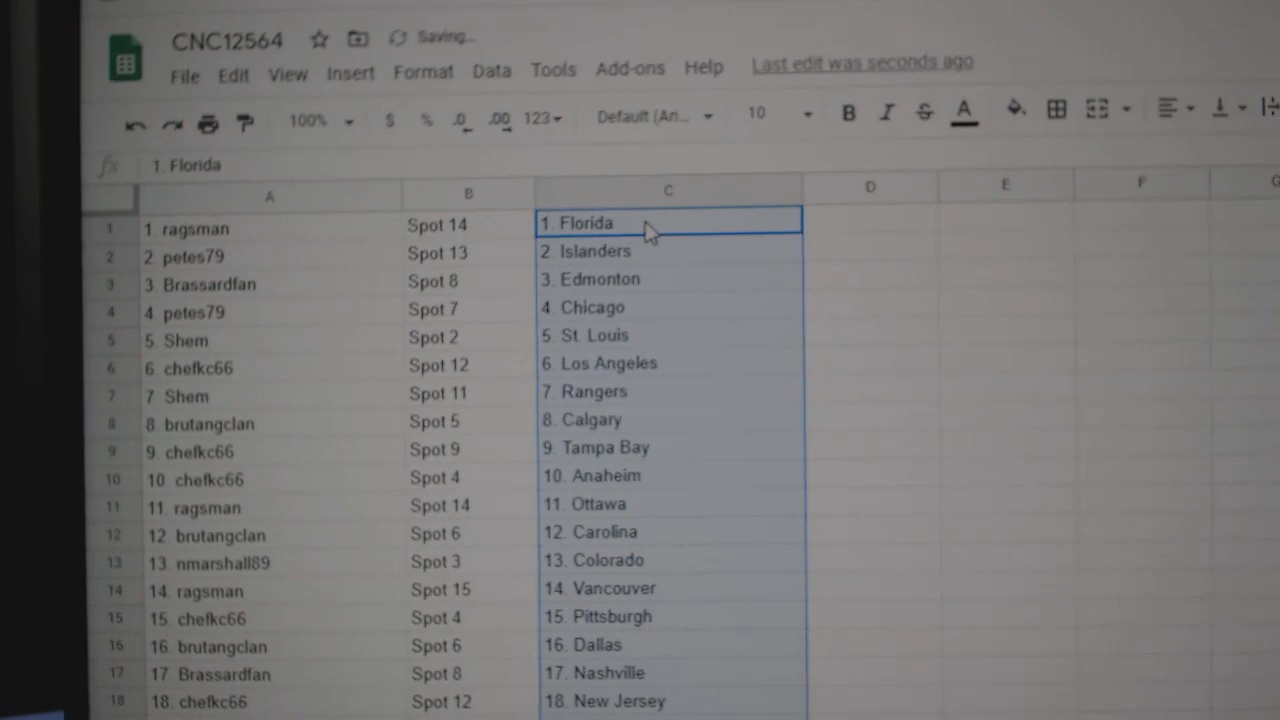 CNC12564 Saving...
File Edit View Insert Format Data Tools Add-ons Help Last edit was seconds ago
100% $ % .0 .00 123 Default (Ari... 10 B I S A
fx 1. Florida
A B C D E F G
1 1. ragsman Spot 14 1. Florida
2 2 petes79 Spot 13 2. Islanders
3 3 Brassardfan Spot 8 3. Edmonton
4 4 petes79 Spot 7 4 Chicago
5 5. Shem Spot 2 5. St. Louis
6 6. chefkc66 Spot 12 6. Los Angeles
7 7 Shem Spot 11 7. Rangers
8 8. brutangclan Spot 5 8. Calgary
9 9. chefkc66 Spot 9 9. Tampa Bay
10 10. chefkc66 Spot 4 10. Anaheim
11 11. ragsman Spot 14 11. Ottawa
12 12. brutangclan Spot 6 12. Carolina
13 13. nmarshall89 Spot 3 13. Colorado
14 14. ragsman Spot 15 14. Vancouver
15 15. chefkc66 Spot 4 15. Pittsburgh
16 16. brutangclan Spot 6 16. Dallas
17 17. Brassardfan Spot 8 17. Nashville
18 18. chefkc66 Spot 12 18. New Jersey